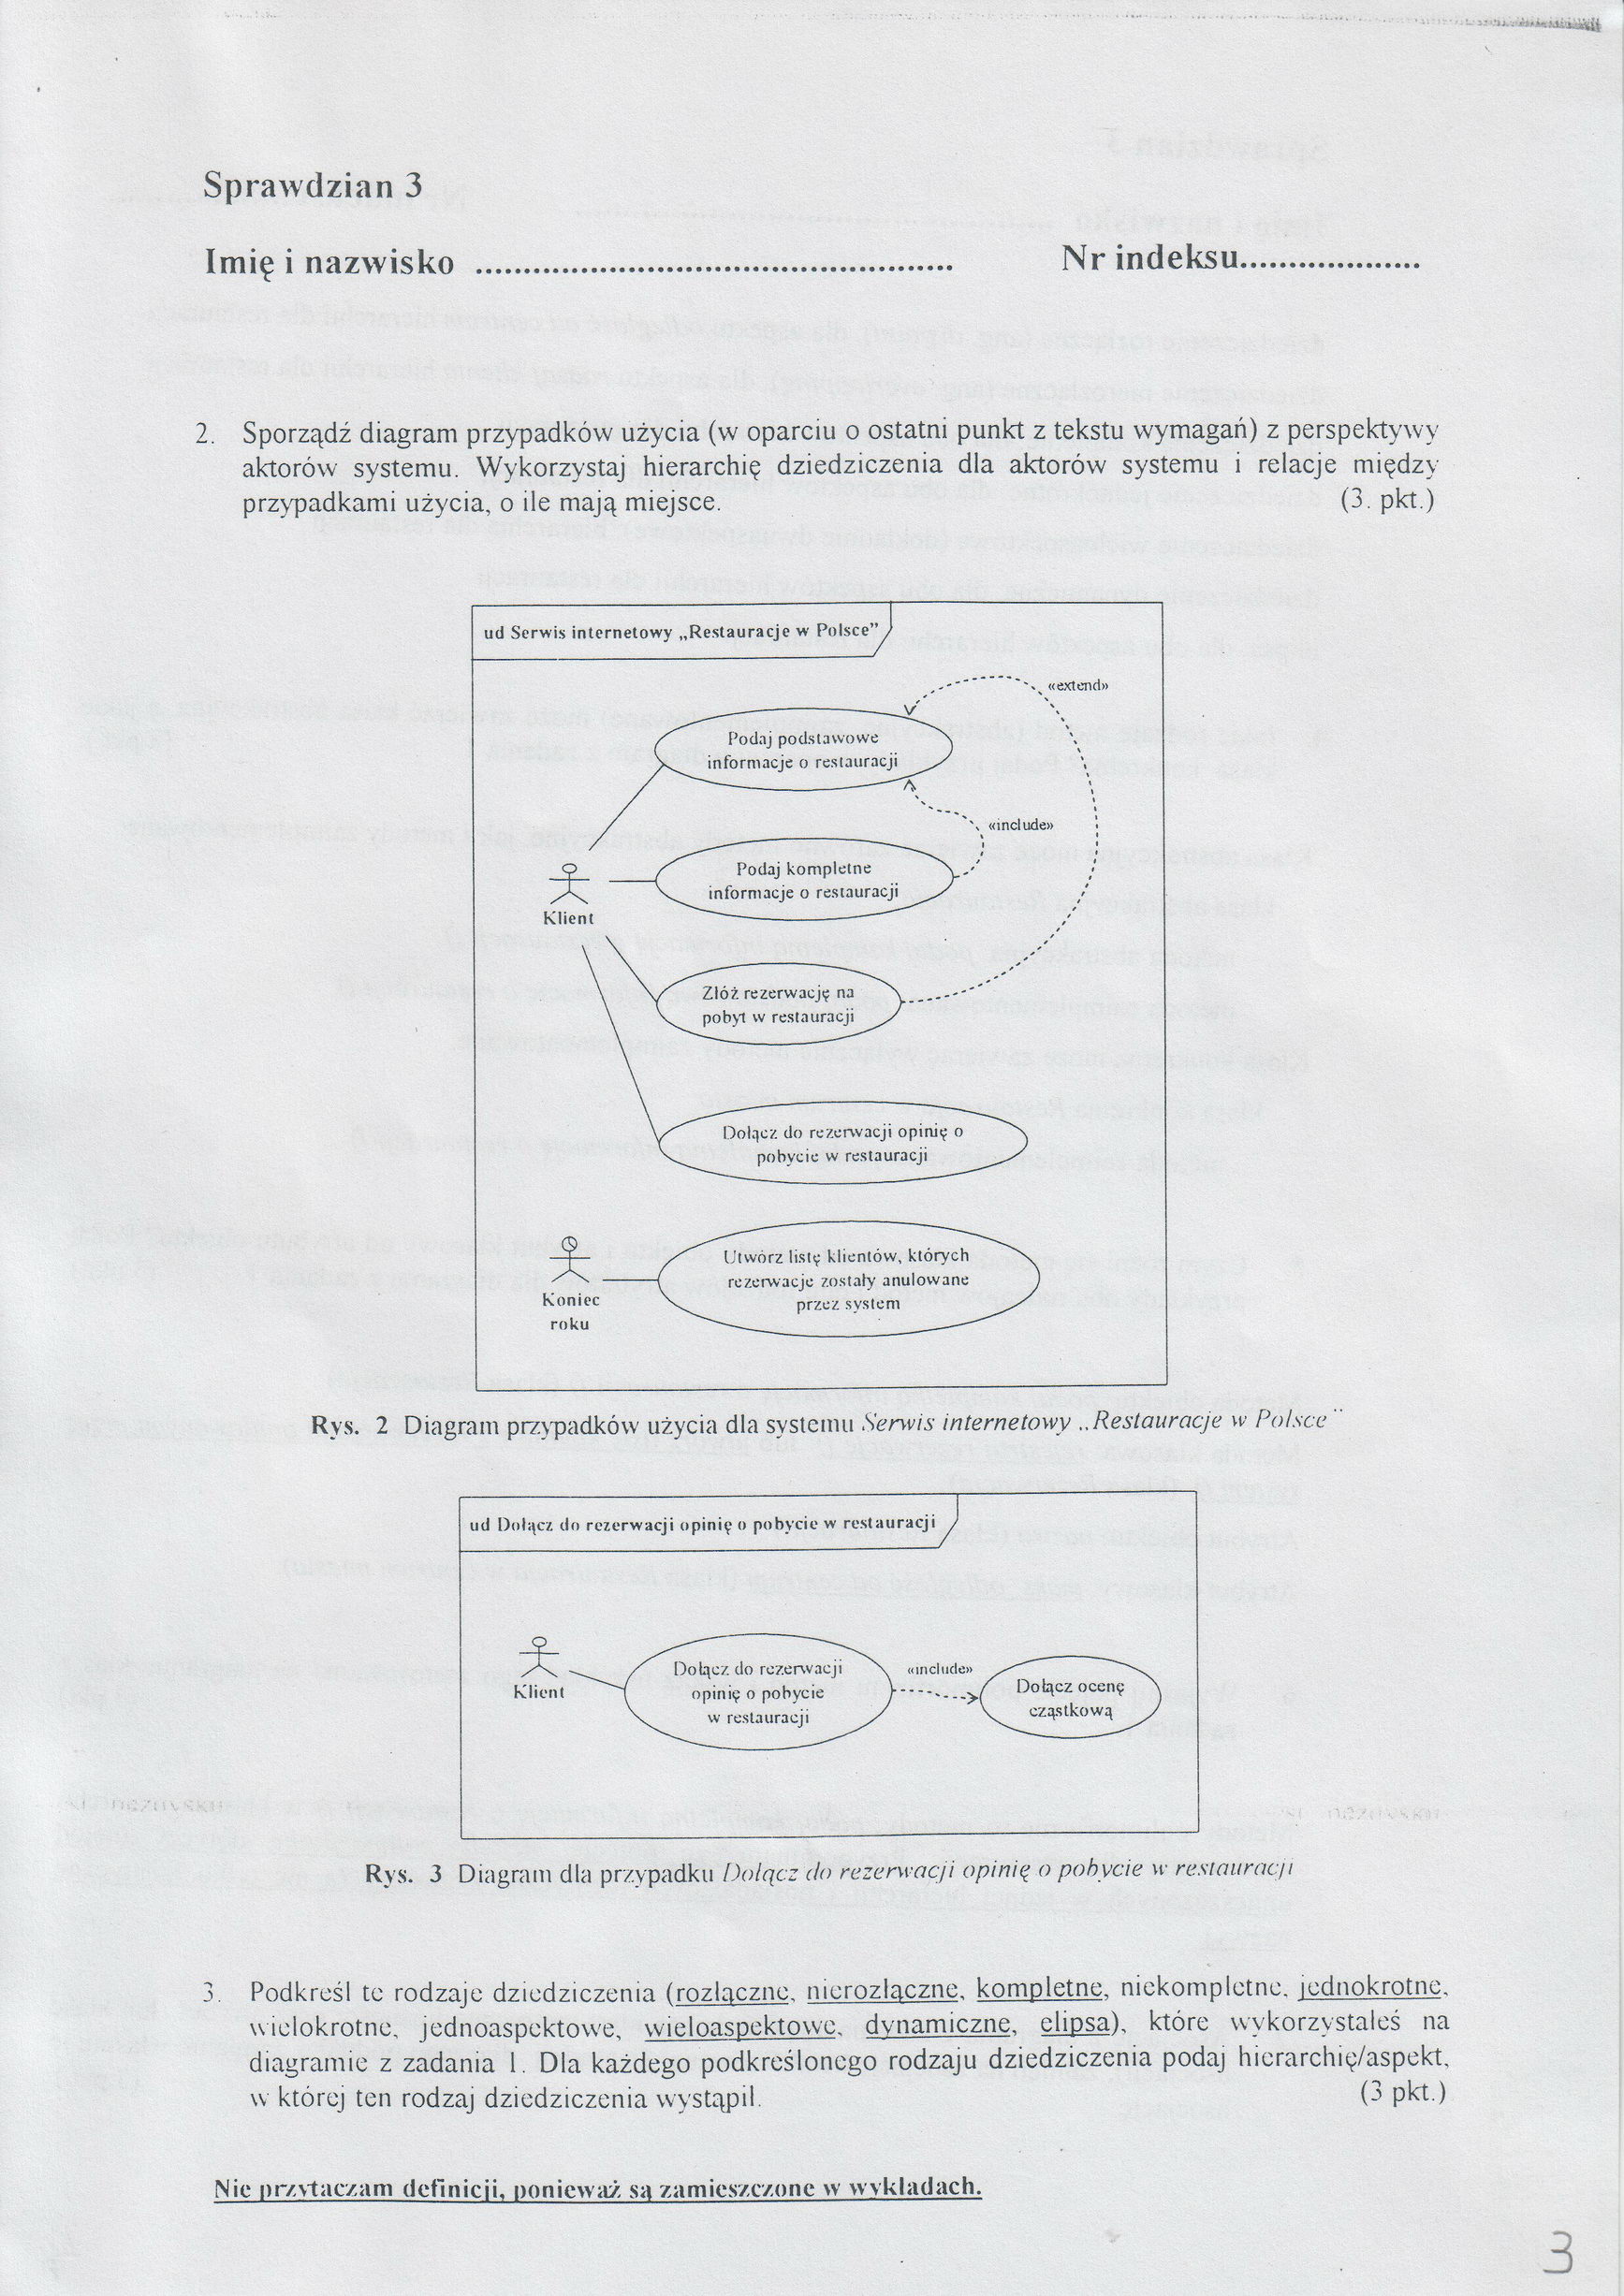 Sprawdzian 3
Imię i nazwisko .................................................. Nr indeksu....................
2. Sporządź diagram przypadków użycia (w oparciu o ostatni punkt z tekstu wymagań) z perspektywy
aktorów systemu. Wykorzystaj hierarchię dziedziczenia dla aktorów systemu i relacje między
przypadkami użycia, o ile mają miejsce. (3. pkt.)
ud Serwis internetowy „Restauracje w Polsce”
«extend»
Podaj podstawowe
informacje o restauracji
«include»
Podaj kompletne
informacje o restauracji
Klient
Złóż rezerwację na
pobyt w restauracji
Dołącz do rezerwacji opinię o
pobycie w restauracji
Utwórz listę klientów, których
rezerwacje zostały anulowane
przez system
Koniec
roku
Rys. 2 Diagram przypadków użycia dla systemu Serwis internetowy „Restauracje w Polsce”
ud Dołącz do rezerwacji opinię o pobycie w restauracji
Klient
Dołącz do rezerwacji
opinię o pobycie
w restauracji
«include»
Dołącz ocenę
cząstkową
Rys. 3 Diagram dla przypadku Dołącz do rezerwacji opinię o pobycie w restauracji
3. Podkreśl te rodzaje dziedziczenia (rozłączne, nierozłączne, kompletne, niekompletne, jednokrotne,
wielokrotne, jednoaspektowe, wieloaspektowe, dynamiczne, elipsa), które wykorzystałeś na
diagramie z zadania 1. Dla każdego podkreślonego rodzaju dziedziczenia podaj hierarchię/aspekt,
w której ten rodzaj dziedziczenia wystąpił. (3 pkt.)
Nie przytaczam definicji, ponieważ są zamieszczone w wykładach.
3